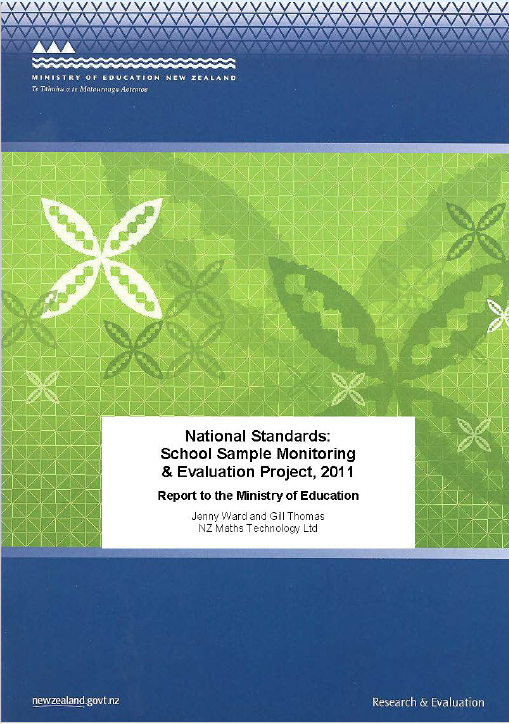 MINISTRY OF EDUCATION NEW ZEALAND
Te Tāhuhu o te Mātauranga Aotearoa
National Standards:
School Sample Monitoring
& Evaluation Project, 2011
Report to the Ministry of Education
Jenny Ward and Gill Thomas
NZ Maths Technology Ltd
newzealand.govt.nz
Research & Evaluation